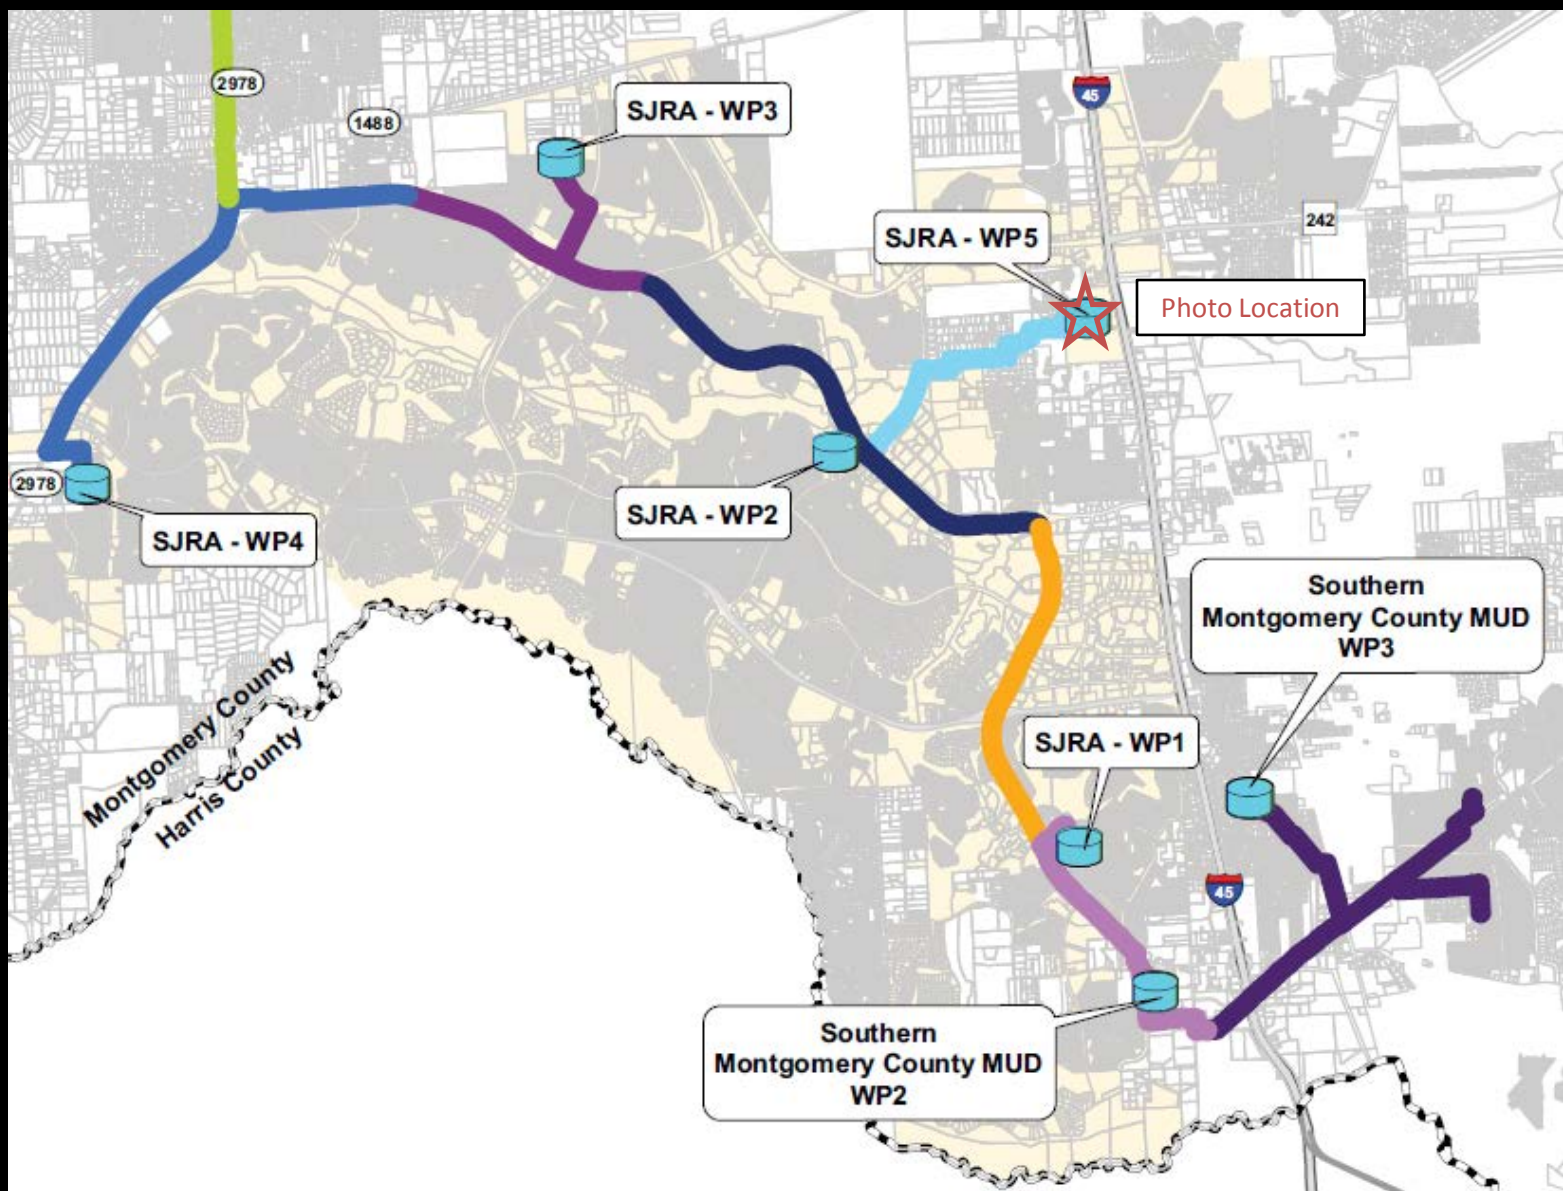 2978
1488
SJRA - WP3
45
SJRA - WP5
242
Photo Location
2978
SJRA - WP2
SJRA - WP4
Southern
Montgomery County MUD
WP3
Montgomery County
Harris County
SJRA - WP1
45
Southern
Montgomery County MUD
WP2